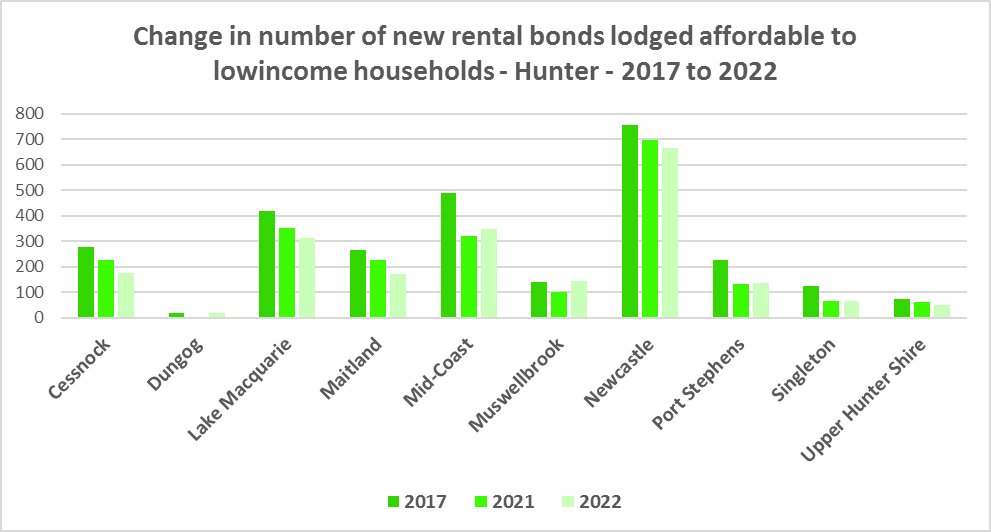 Change in number of new rental bonds lodged affordable to
lowincome households - Hunter - 2017 to 2022
800
700
600
500
400
300
200
100
0
Cessnock
Dungog
Lake Macquarie
Maitland
Mid-Coast
Muswellbrook
Newcastle
Port Stephens
Singleton
Upper Hunter Shire
2017 2021 2022